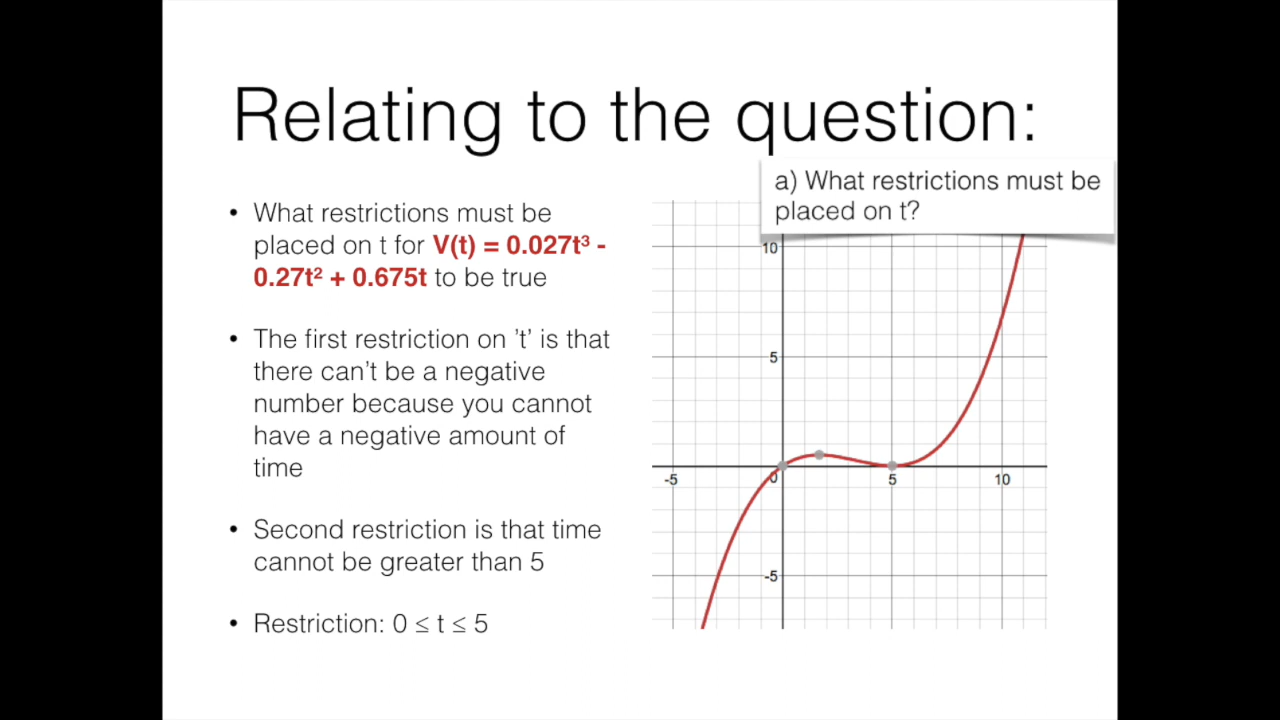 Relating to the question:
a) What restrictions must be
placed on t?
• What restrictions must be
placed on t for V(t) = 0.027t³ -
0.27t² + 0.675t to be true
• The first restriction on ’t’ is that
there can’t be a negative
number because you cannot
have a negative amount of
time
• Second restriction is that time
cannot be greater than 5
• Restriction: 0 ≤ t ≤ 5
10
5
-5
0
5
10
-5